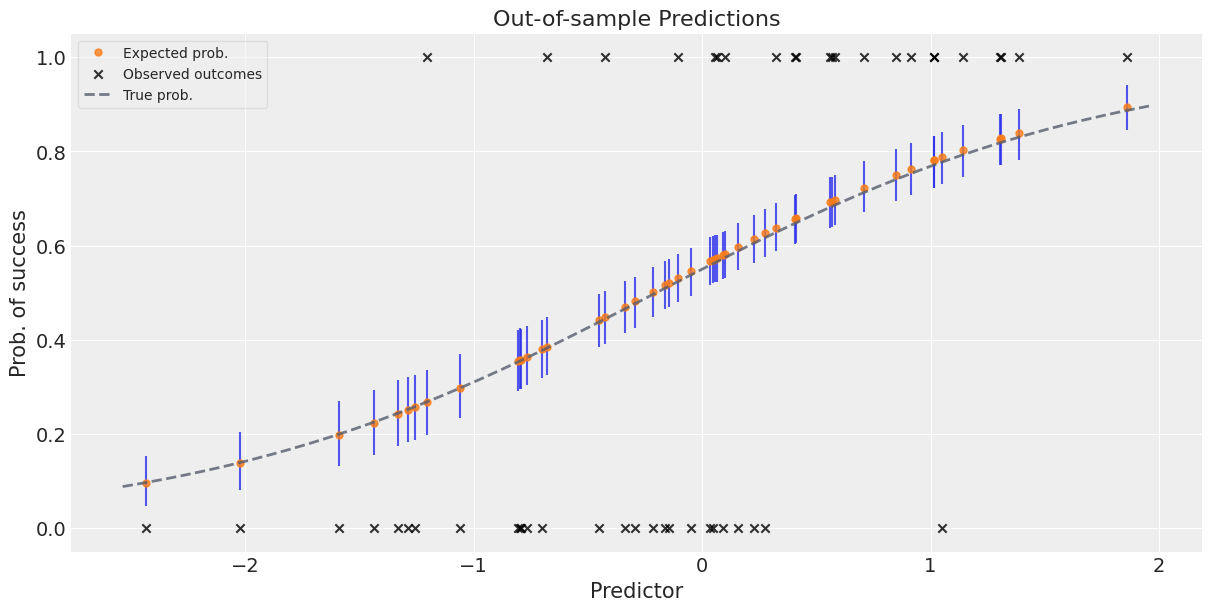 Out-of-sample Predictions
Expected prob.
Observed outcomes
True prob.
1.0
0.8
0.6
0.4
0.2
0.0
Prob. of success
−2
−1
0
1
2
Predictor